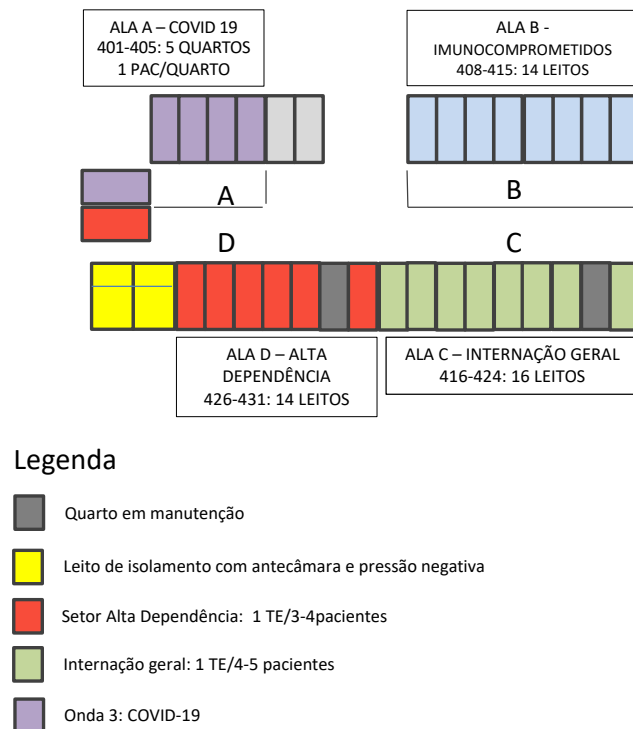 ALA A – COVID 19
401-405: 5 QUARTOS
1 PAC/QUARTO
ALA B -
IMUNOCOMPROMETIDOS
408-415: 14 LEITOS
A
B
D
C
ALA D – ALTA
DEPENDÊNCIA
426-431: 14 LEITOS
ALA C – INTERNAÇÃO GERAL
416-424: 16 LEITOS
Legenda
Quarto em manutenção
Leito de isolamento com antecâmara e pressão negativa
Setor Alta Dependência: 1 TE/3-4pacientes
Internação geral: 1 TE/4-5 pacientes
Onda 3: COVID-19